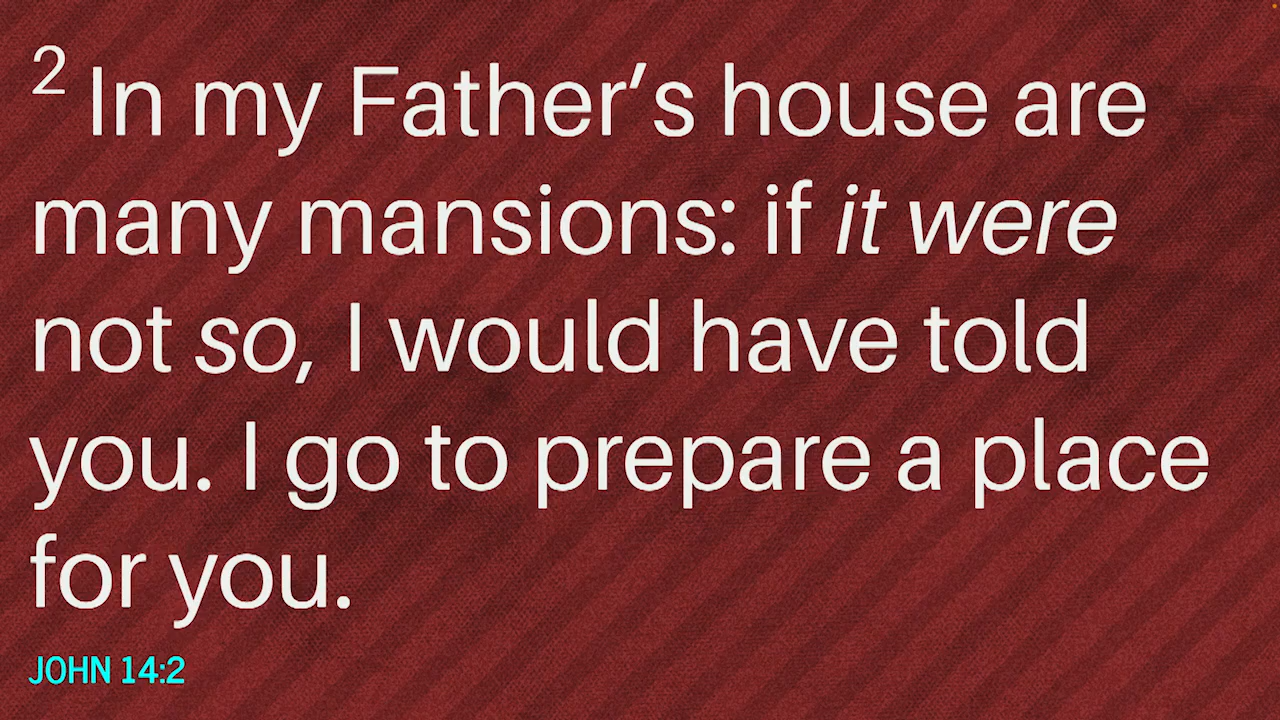 2 In my Father’s house are
many mansions: if it were
not so, I would have told
you. I go to prepare a place
for you.
JOHN 14:2